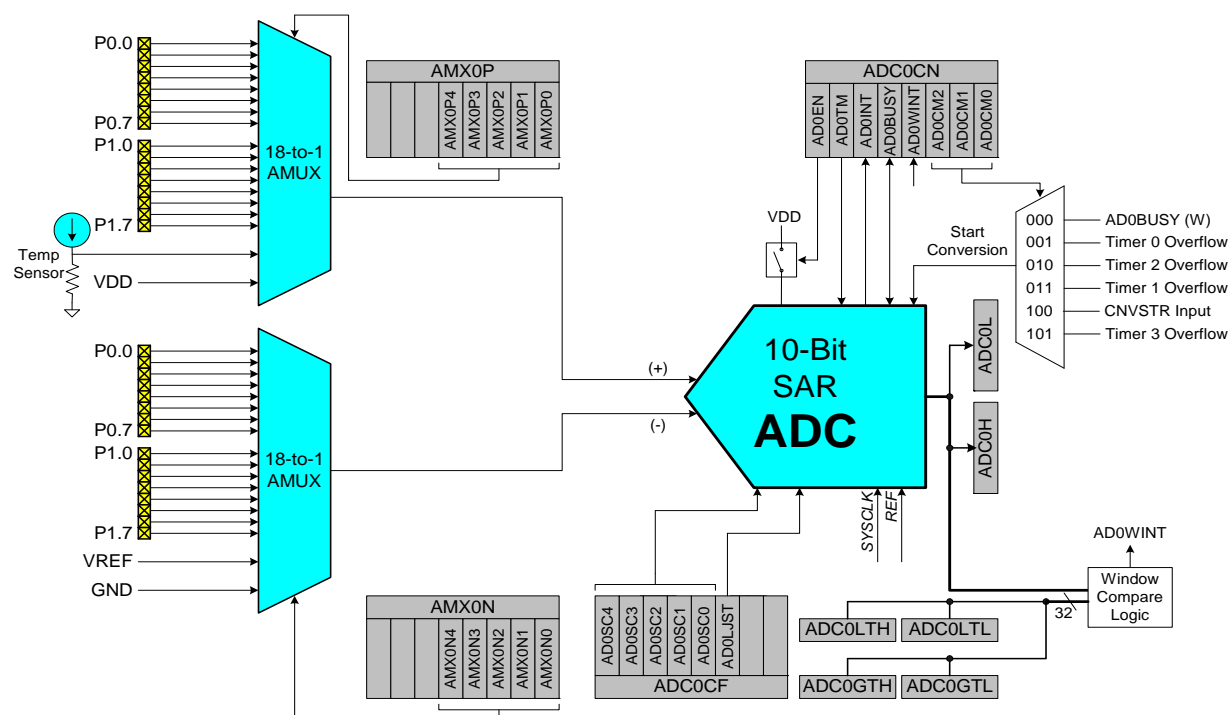 P0.0
P0.7
P1.0
P1.7
18-to-1
AMUX
Temp
Sensor
VDD
AMX0P
AMX0P4
AMX0P3
AMX0P2
AMX0P1
AMX0P0
ADC0CN
AD0EN
AD0TM
AD0INT
AD0BUSY
AD0WINT
AD0CM2
AD0CM1
AD0CM0
VDD
Start
Conversion
000 AD0BUSY (W)
001 Timer 0 Overflow
010 Timer 2 Overflow
011 Timer 1 Overflow
100 CNVSTR Input
101 Timer 3 Overflow
(+)
(-)
10-Bit
SAR
ADC
ADC0L
ADC0H
SYSCLK
REF
P0.0
P0.7
P1.0
P1.7
18-to-1
AMUX
VREF
GND
AMX0N
AMX0N4
AMX0N3
AMX0N2
AMX0N1
AMX0N0
AD0SC4
AD0SC3
AD0SC2
AD0SC1
AD0SC0
AD0LJST
ADC0CF
AD0WINT
Window
Compare
Logic
32
ADC0LTH
ADC0LTL
ADC0GTH
ADC0GTL